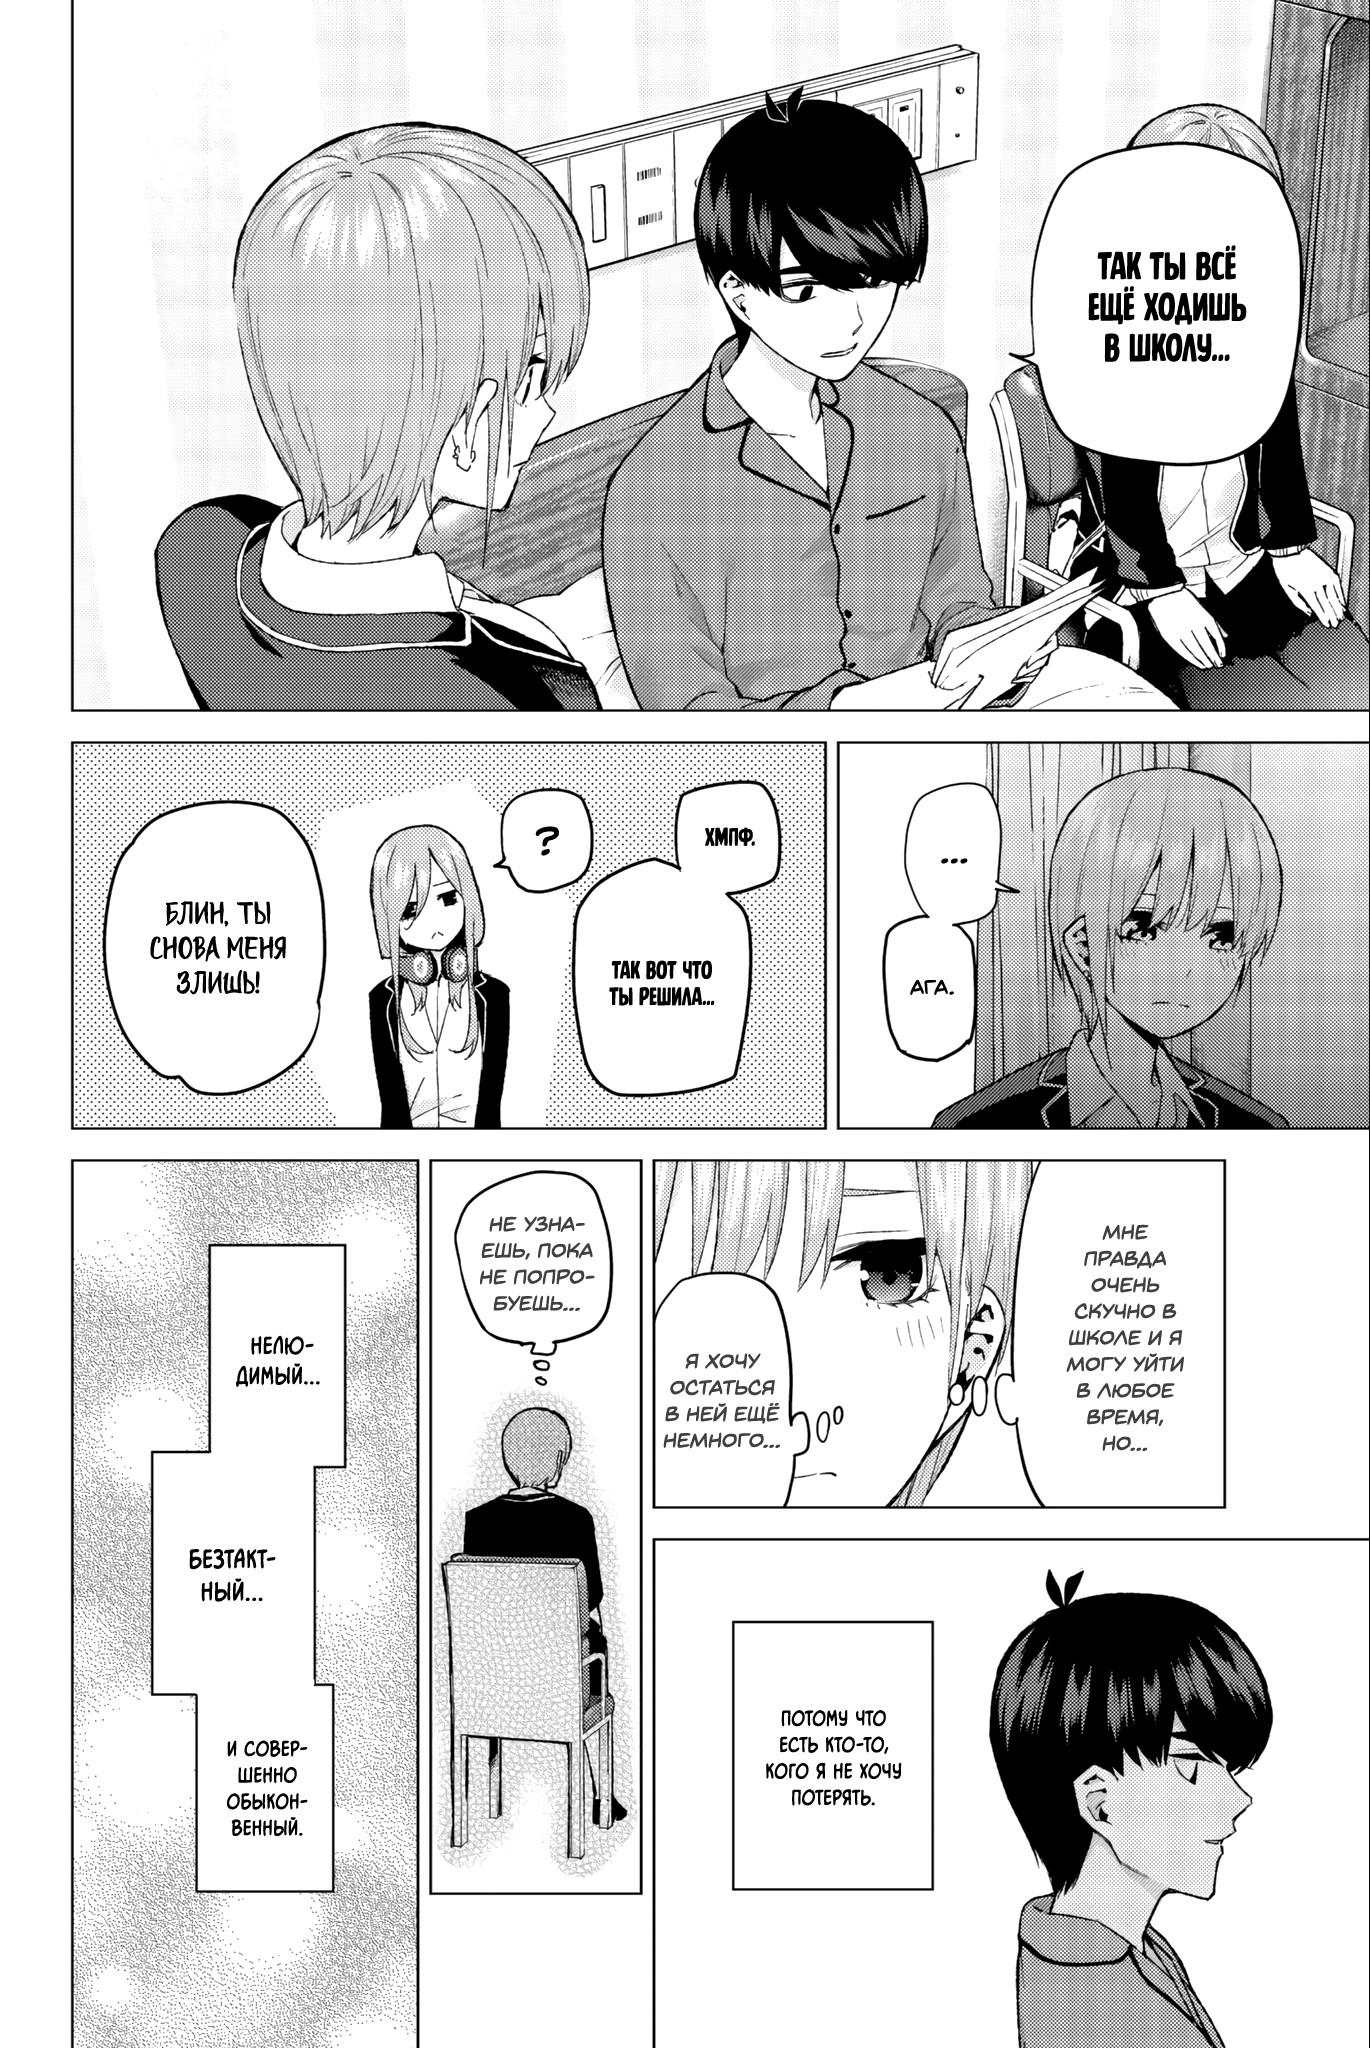 ТАК ТЫ ВСЁ
ЕЩЁ ХОДИШЬ
В ШКОЛУ...
...
АГА.
ХМПФ.
ТАК ВОТ ЧТО
ТЫ РЕШИЛА...
?
БЛИН, ТЫ
СНОВА МЕНЯ
ЗЛИШЬ!
МНЕ
ПРАВДА
ОЧЕНЬ
СКУЧНО В
ШКОЛЕ И Я
МОГУ УЙТИ
В ЛЮБОЕ
ВРЕМЯ,
НО...
Я ХОЧУ
ОСТАТЬСЯ
В НЕЙ ЕЩЁ
НЕМНОГО...
ПОТОМУ ЧТО
ЕСТЬ КТО-ТО,
КОГО Я НЕ ХОЧУ
ПОТЕРЯТЬ.
НЕ УЗНА-
ЕШЬ, ПОКА
НЕ ПОПРО-
БУЕШЬ...
НЕЛЮ-
ДИМЫЙ...
БЕЗТАКТ-
НЫЙ...
И СОВЕР-
ШЕННО
ОБЫКОН-
ВЕННЫЙ.